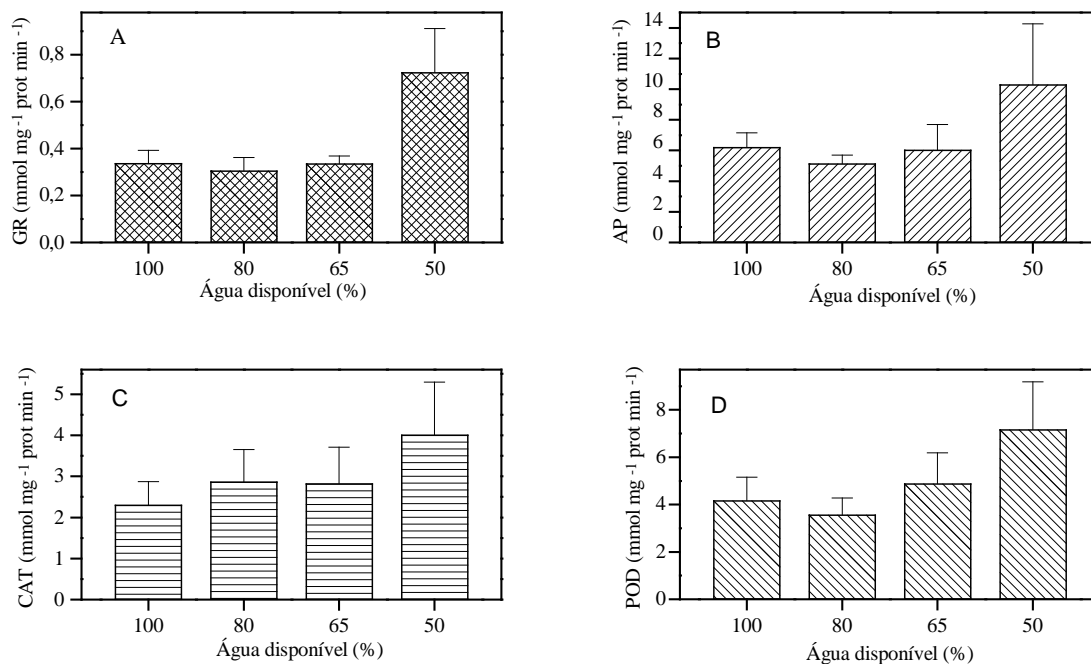 A
GR (mmol mg -1 prot min -1)
0,8
0,6
0,4
0,2
0,0
100 80 65 50
Água disponível (%)
B
AP (mmol mg -1 prot min -1)
14
12
10
8
6
4
2
0
100 80 65 50
Água disponível (%)
C
CAT (mmol mg -1 prot min -1)
5
4
3
2
1
0
100 80 65 50
Água disponível (%)
D
POD (mmol mg -1 prot min -1)
8
6
4
2
0
100 80 65 50
Água disponível (%)